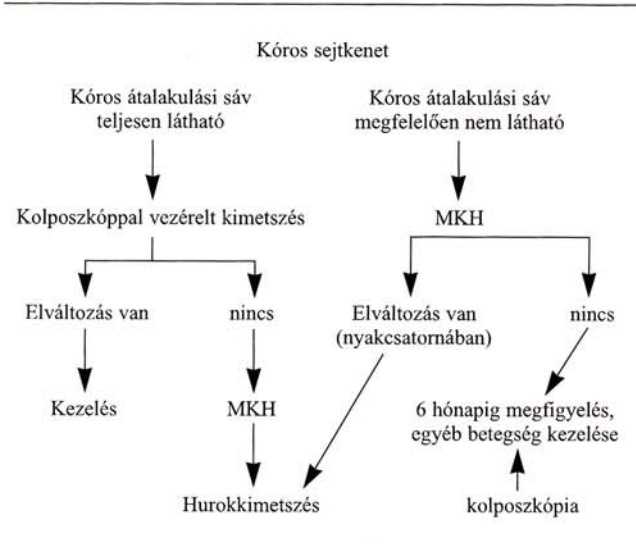 Kóros sejtkenet
Kóros átalakulási sáv
teljesen látható
Kóros átalakulási sáv
megfelelően nem látható
Kolposzkóppal vezérelt kimetszés
MKH
Elváltozás van
nincs
Elváltozás van
(nyakcsatornában)
nincs
Kezelés
MKH
6 hónapig megfigyelés,
egyéb betegség kezelése
Hurokkimetszés
kolposzkópia